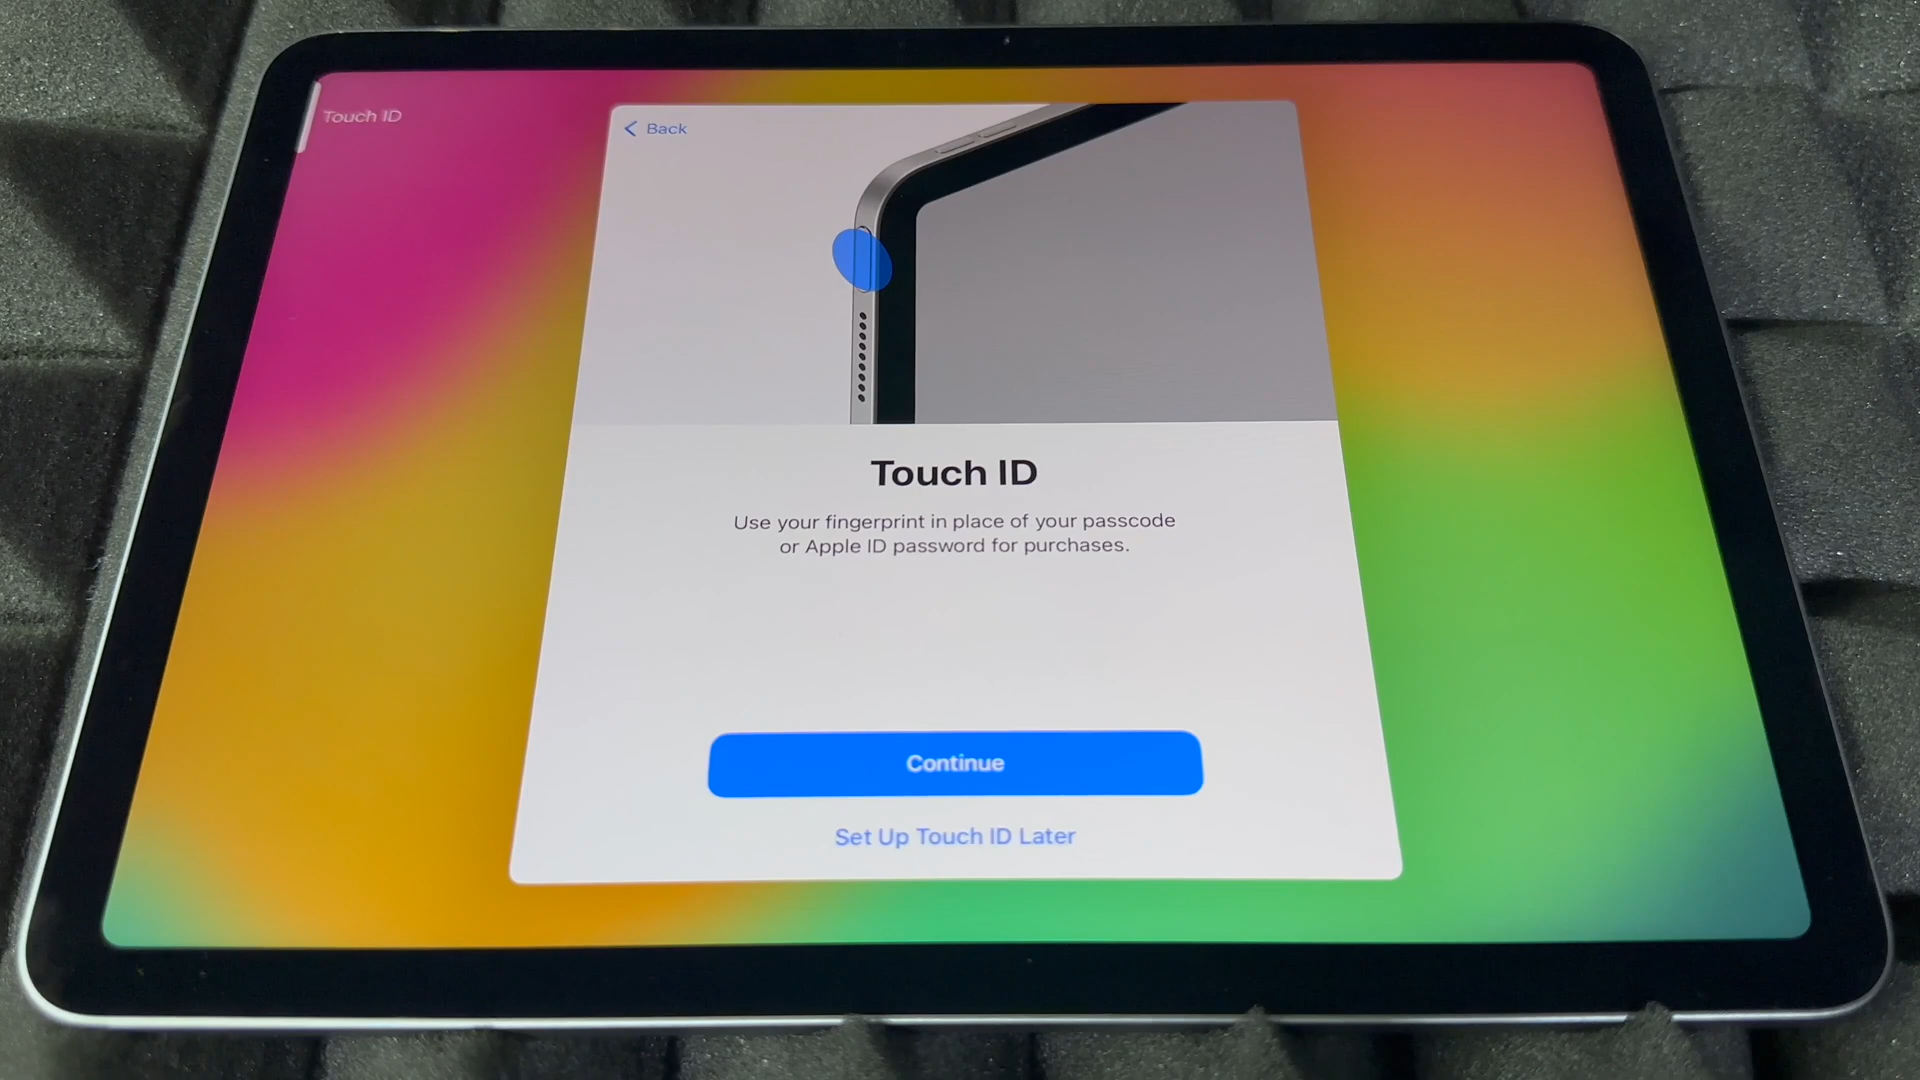 Touch ID
Back
Touch ID
Use your fingerprint in place of your passcode
or Apple ID password for purchases.
Continue
Set Up Touch ID Later